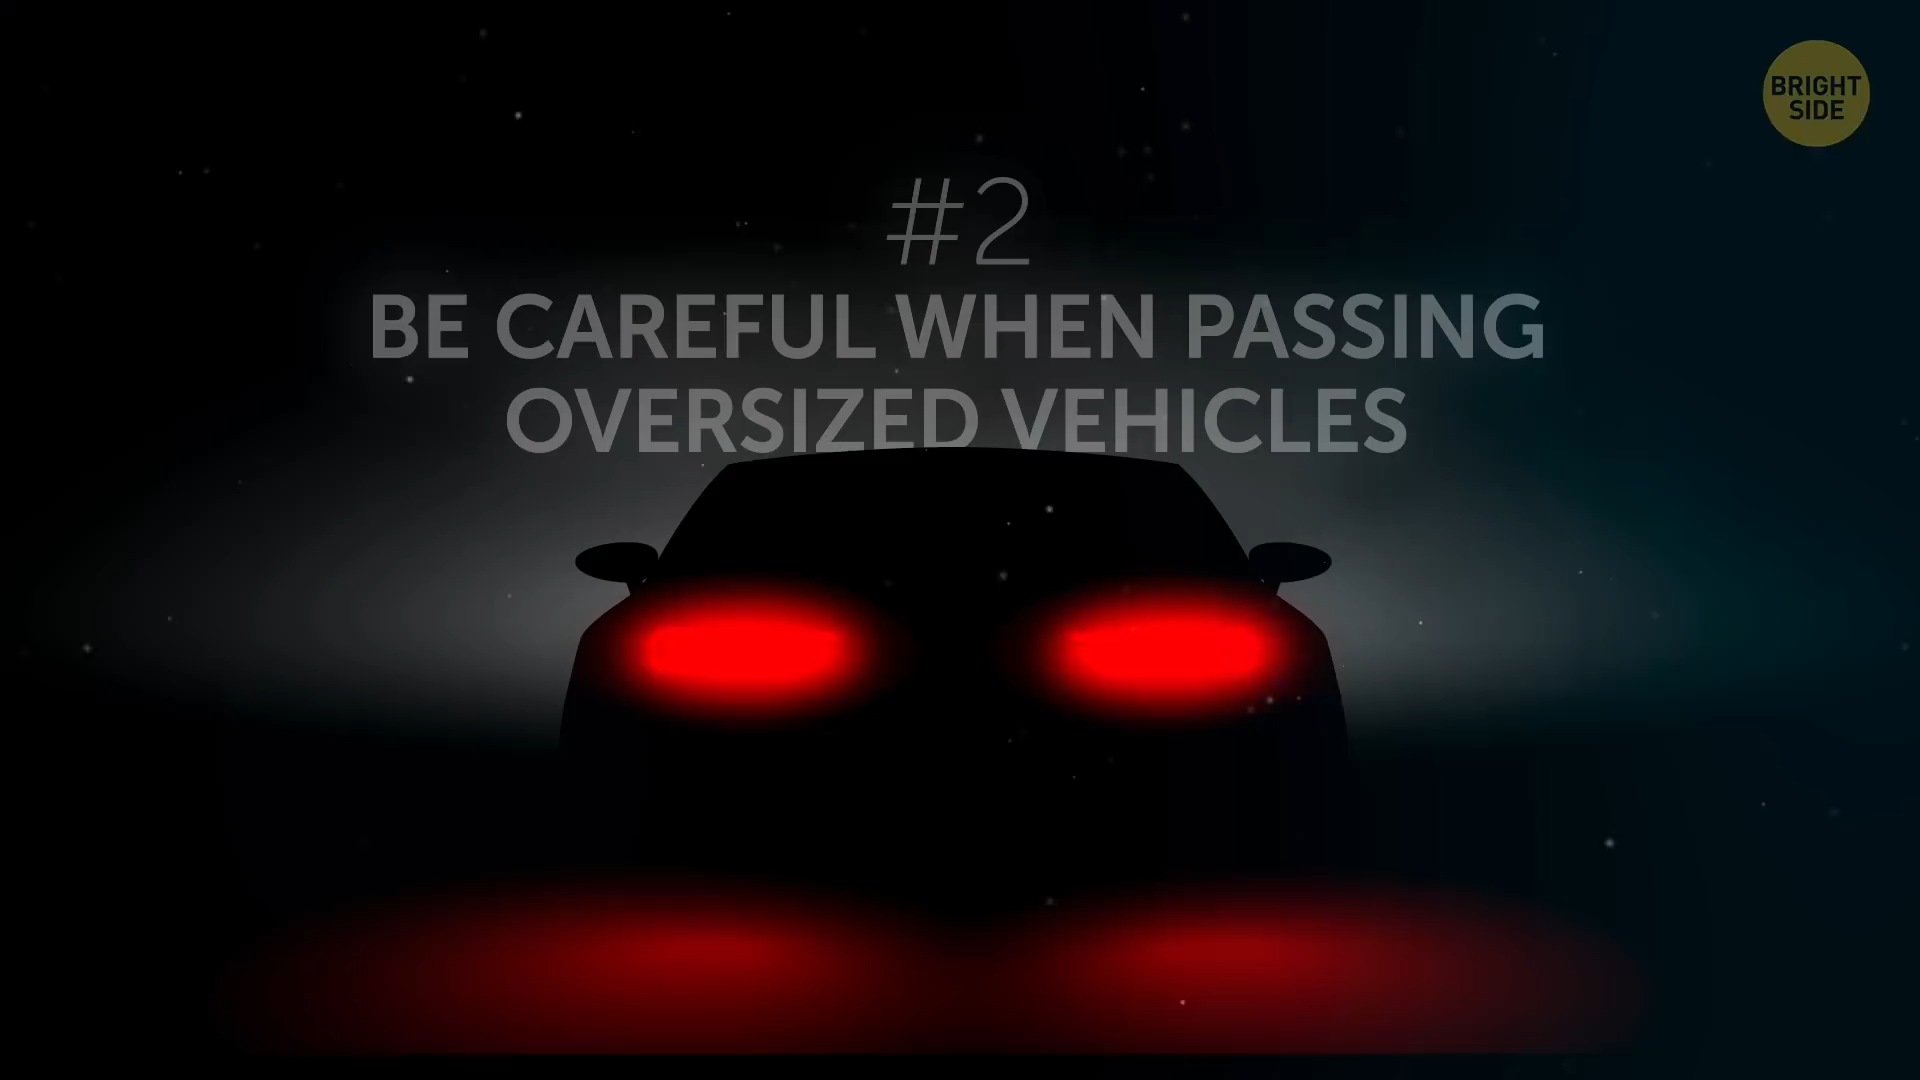 BRIGHT
SIDE
#2
BE CAREFUL WHEN PASSING
OVERSIZED VEHICLES